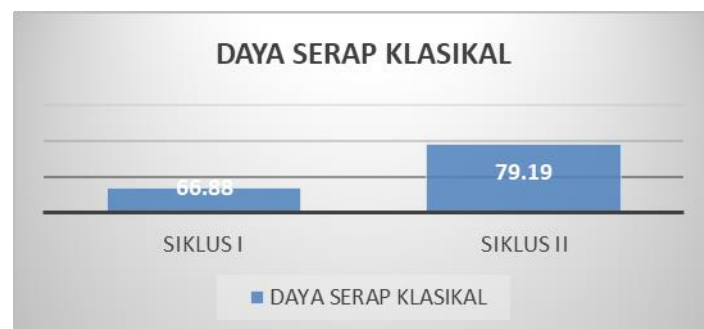 DAYA SERAP KLASIKAL
66.88
79.19
SIKLUS I
SIKLUS II
DAYA SERAP KLASIKAL